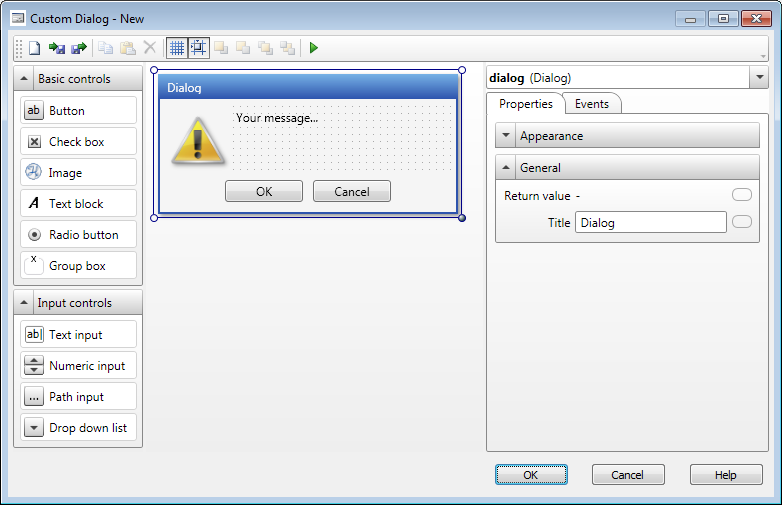 Custom Dialog - New
Basic controls
ab Button
Check box
Image
A Text block
Radio button
x Group box
Input controls
ab| Text input
Numeric input
... Path input
Drop down list
Dialog
Your message...
OK Cancel
dialog (Dialog)
Properties Events
Appearance
General
Return value -
Title Dialog
OK Cancel Help